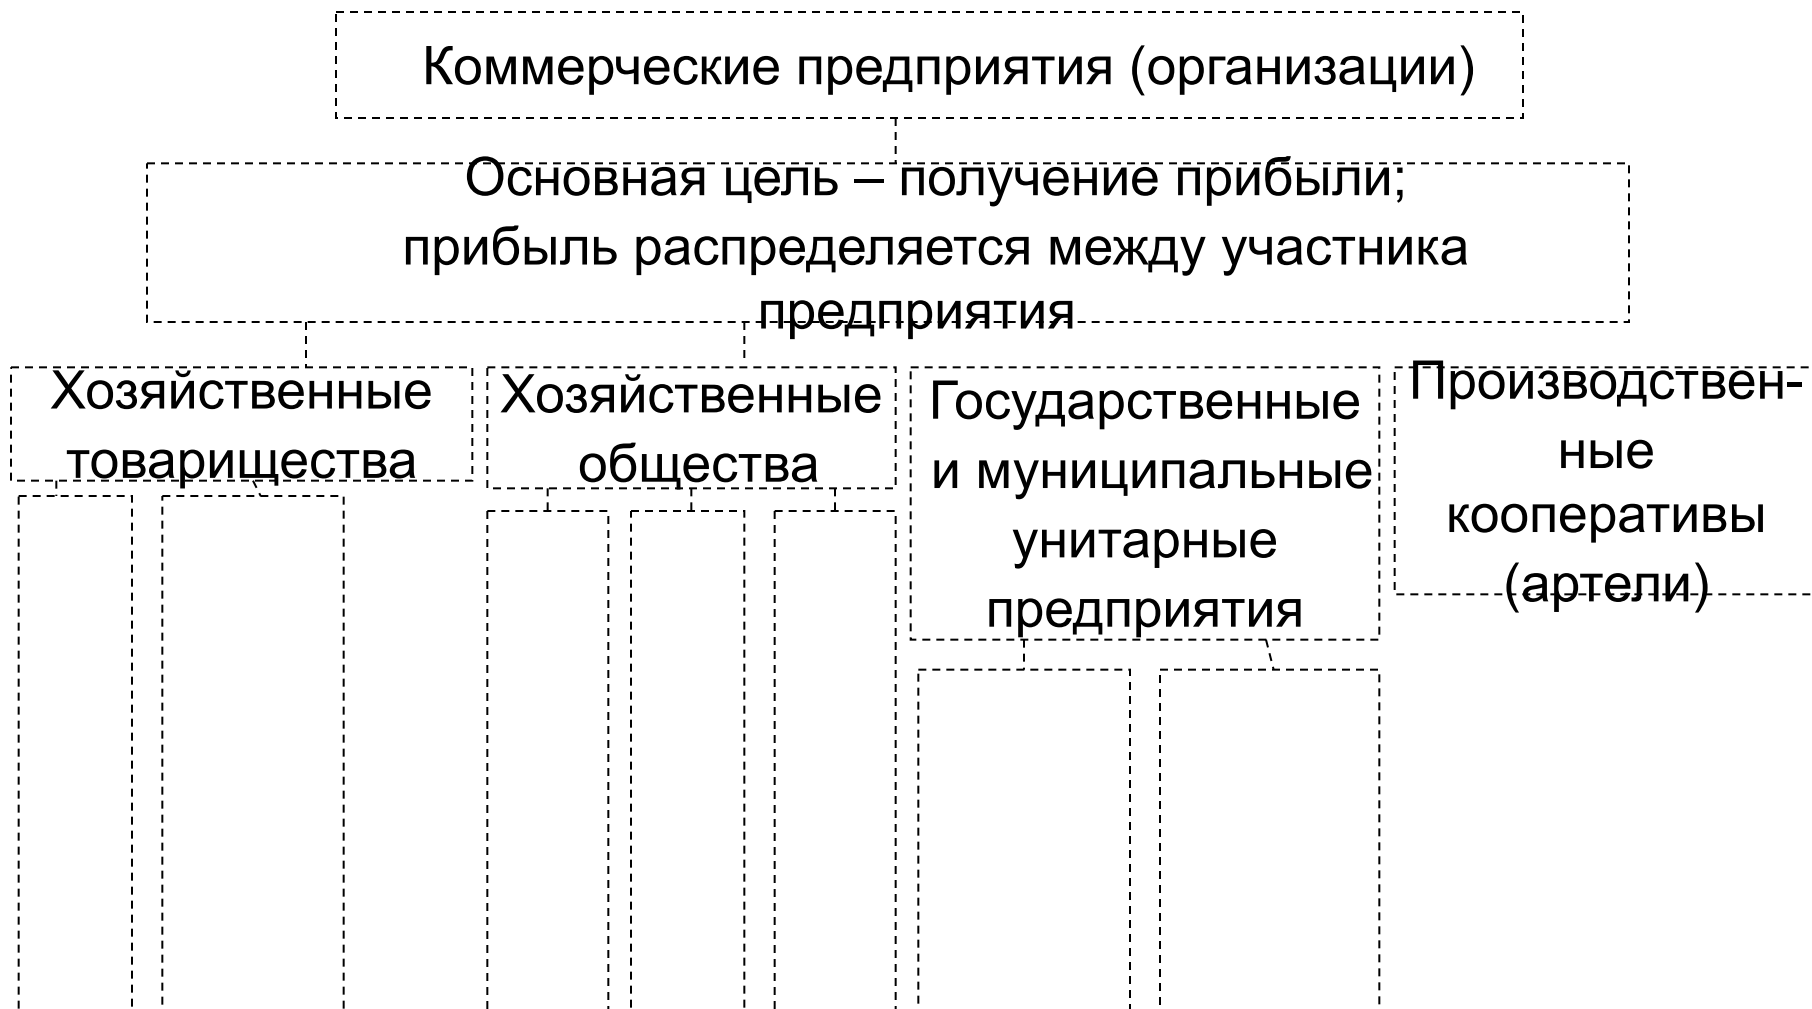 Коммерческие предприятия (организации)
Основная цель – получение прибыли;
прибыль распределяется между участника
предприятия
Хозяйственные
товарищества
Хозяйственные
общества
Государственные
и муниципальные
унитарные
предприятия
Производствен-
ные
кооперативы
(артели)